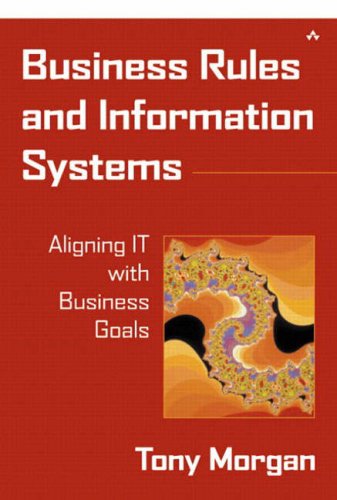 Business Rules
and Information
Systems
Aligning IT
with
Business
Goals
Tony Morgan